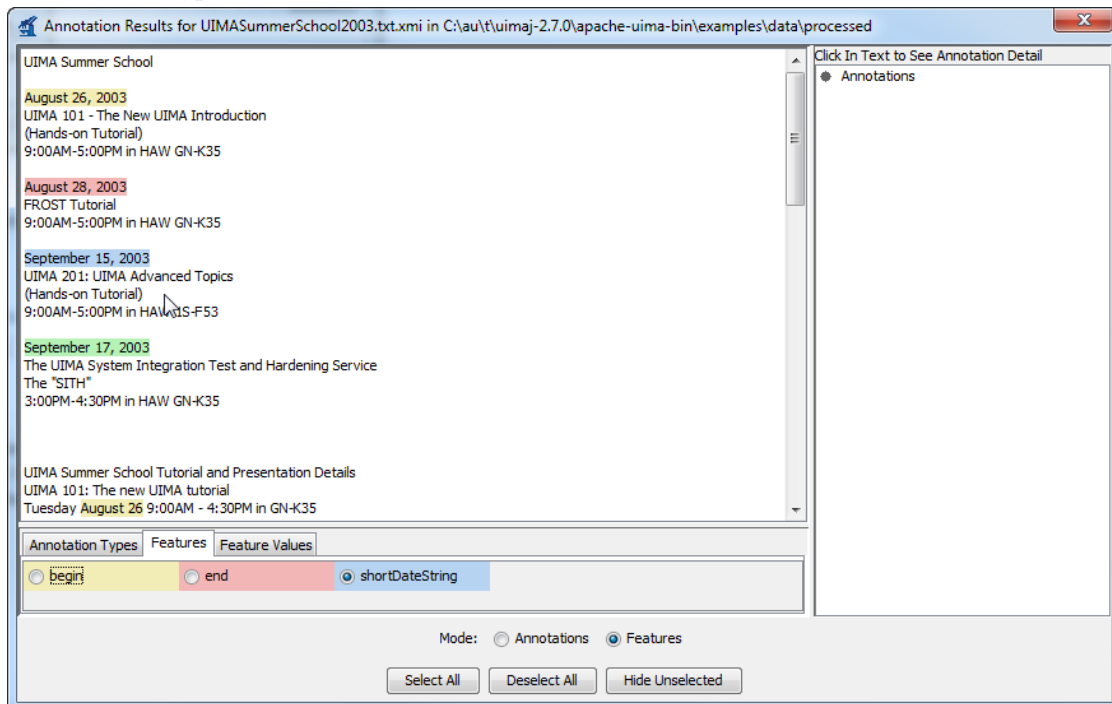 Annotation Results for UIMASummerSchool2003.txt.xmi in C:\au\t\uimaj-2.7.0\apache-uima-bin\examples\data\processed
UIMA Summer School
August 26, 2003
UIMA 101 - The New UIMA Introduction
(Hands-on Tutorial)
9:00AM-5:00PM in HAW GN-K35
August 28, 2003
FROST Tutorial
9:00AM-5:00PM in HAW GN-K35
September 15, 2003
UIMA 201: UIMA Advanced Topics
(Hands-on Tutorial)
9:00AM-5:00PM in HAW 1S-F53
September 17, 2003
The UIMA System Integration Test and Hardening Service
The "SITH"
3:00PM-4:30PM in HAW GN-K35
UIMA Summer School Tutorial and Presentation Details
UIMA 101: The new UIMA tutorial
Tuesday August 26 9:00AM - 4:30PM in GN-K35
Click In Text to See Annotation Detail
Annotations
Annotation Types Features Feature Values
begin end shortDateString
Mode: Annotations Features
Select All Deselect All Hide Unselected